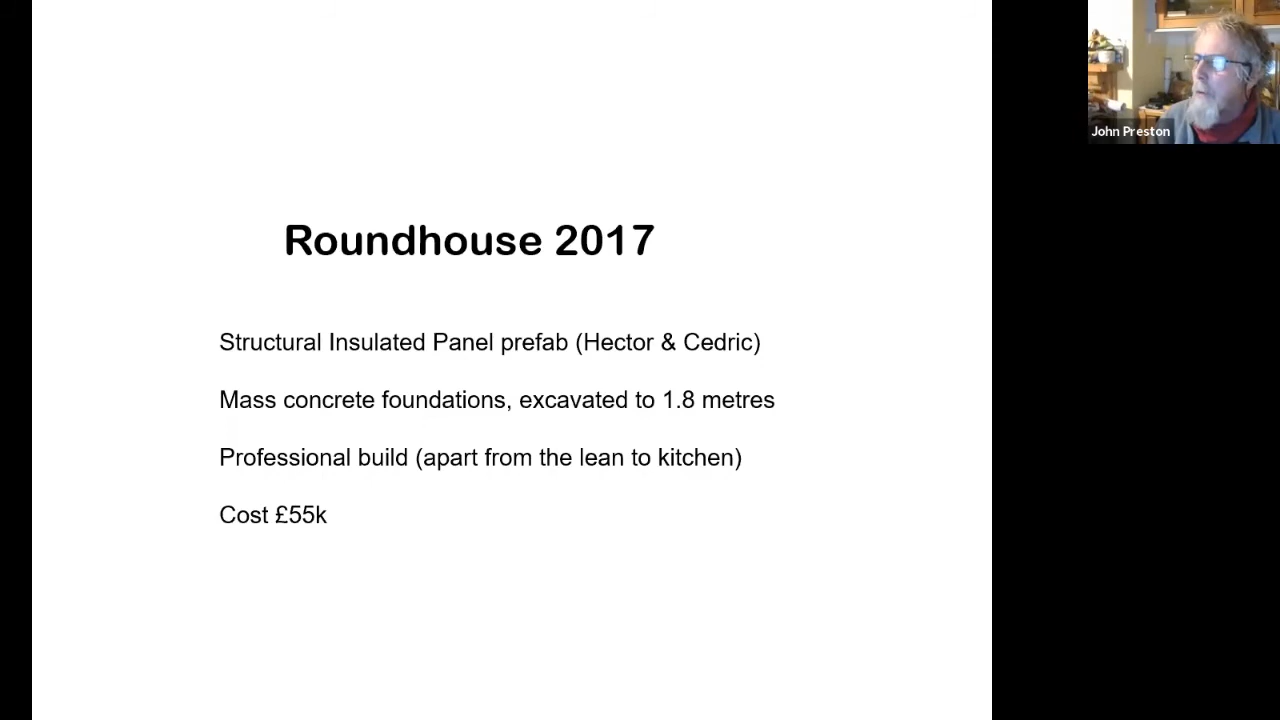 Roundhouse 2017
Structural Insulated Panel prefab (Hector & Cedric)
Mass concrete foundations, excavated to 1.8 metres
Professional build (apart from the lean to kitchen)
Cost £55k
John Preston